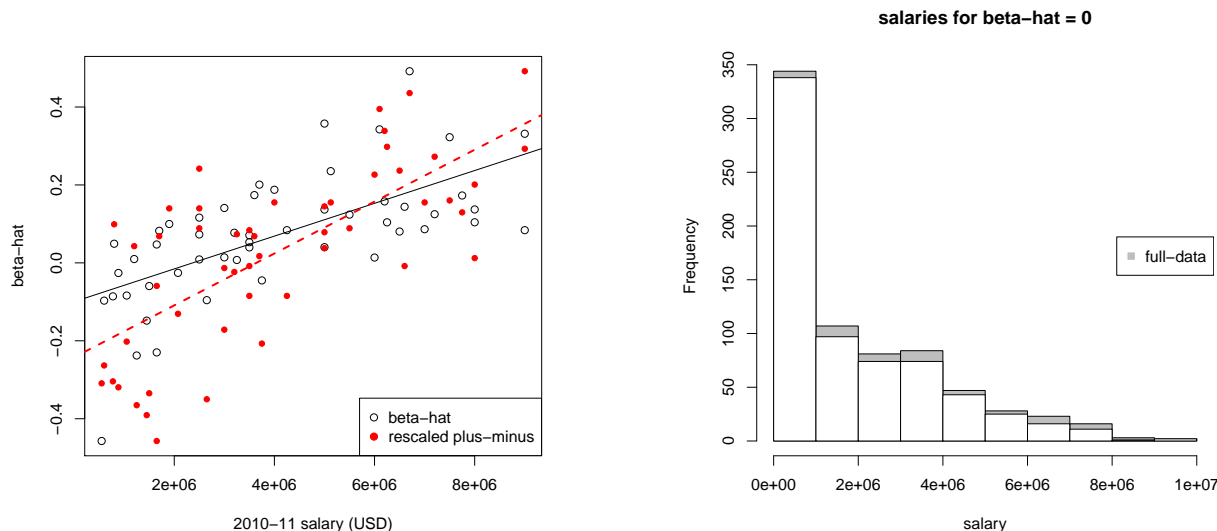 beta−hat
0.4
0.2
0.0
−0.2
−0.4
2e+06 4e+06 6e+06 8e+06
2010−11 salary (USD)
beta−hat
rescaled plus−minus
salaries for beta−hat = 0
Frequency
350
300
250
200
150
100
50
0
0e+00 2e+06 4e+06 6e+06 8e+06 1e+07
salary
full−data